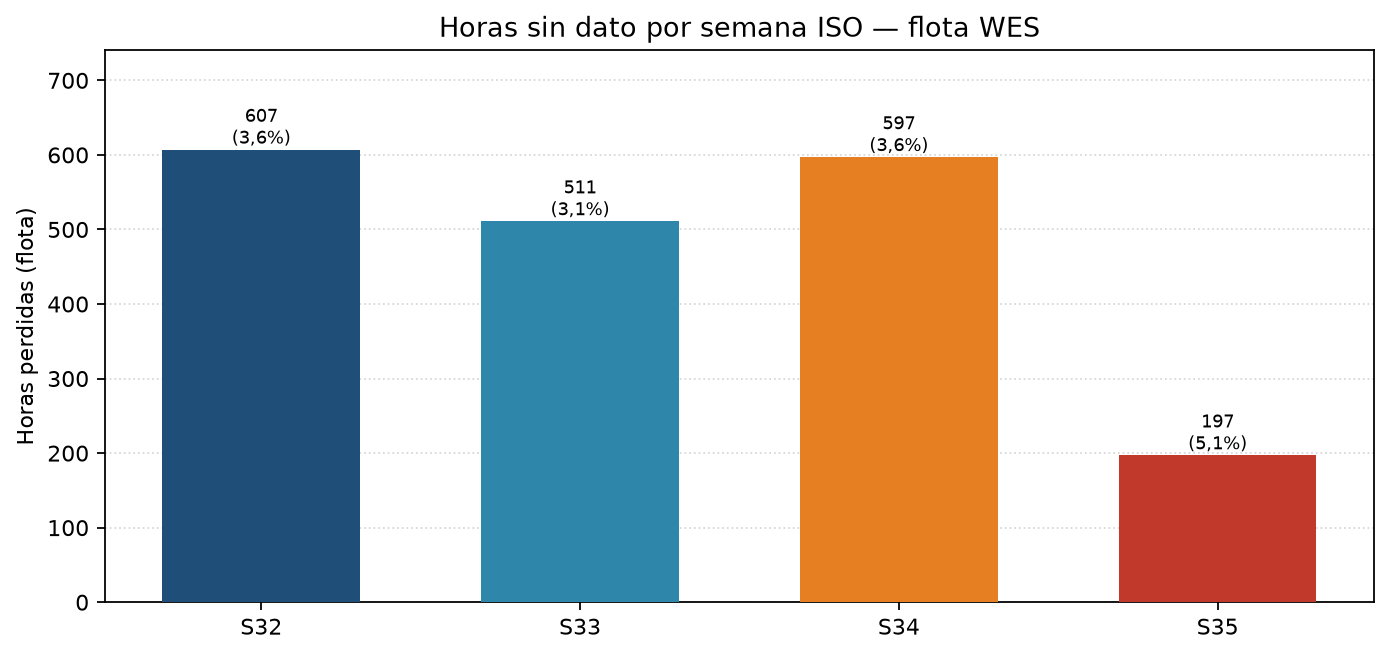 Horas sin dato por semana ISO — flota WES
Horas perdidas (flota)
700
600
500
400
300
200
100
0
607
(3,6%)
511
(3,1%)
597
(3,6%)
197
(5,1%)
S32
S33
S34
S35